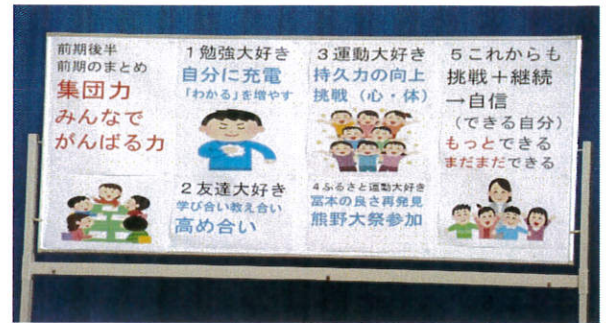 前期後半
前期のまとめ
集団力
みんなで
がんばる力
1勉強大好き
自分に充電
「わかる」を増やす
2友達大好き
学び合い教え合い
高め合い
3運動大好き
持久力の向上
挑戦（心・体）
4ふるさと運動大好き
冨本の良さ再発見
熊野大祭参加
5これからも
挑戦＋継続
→自信
（できる自分）
もっとできる
まだまだできる